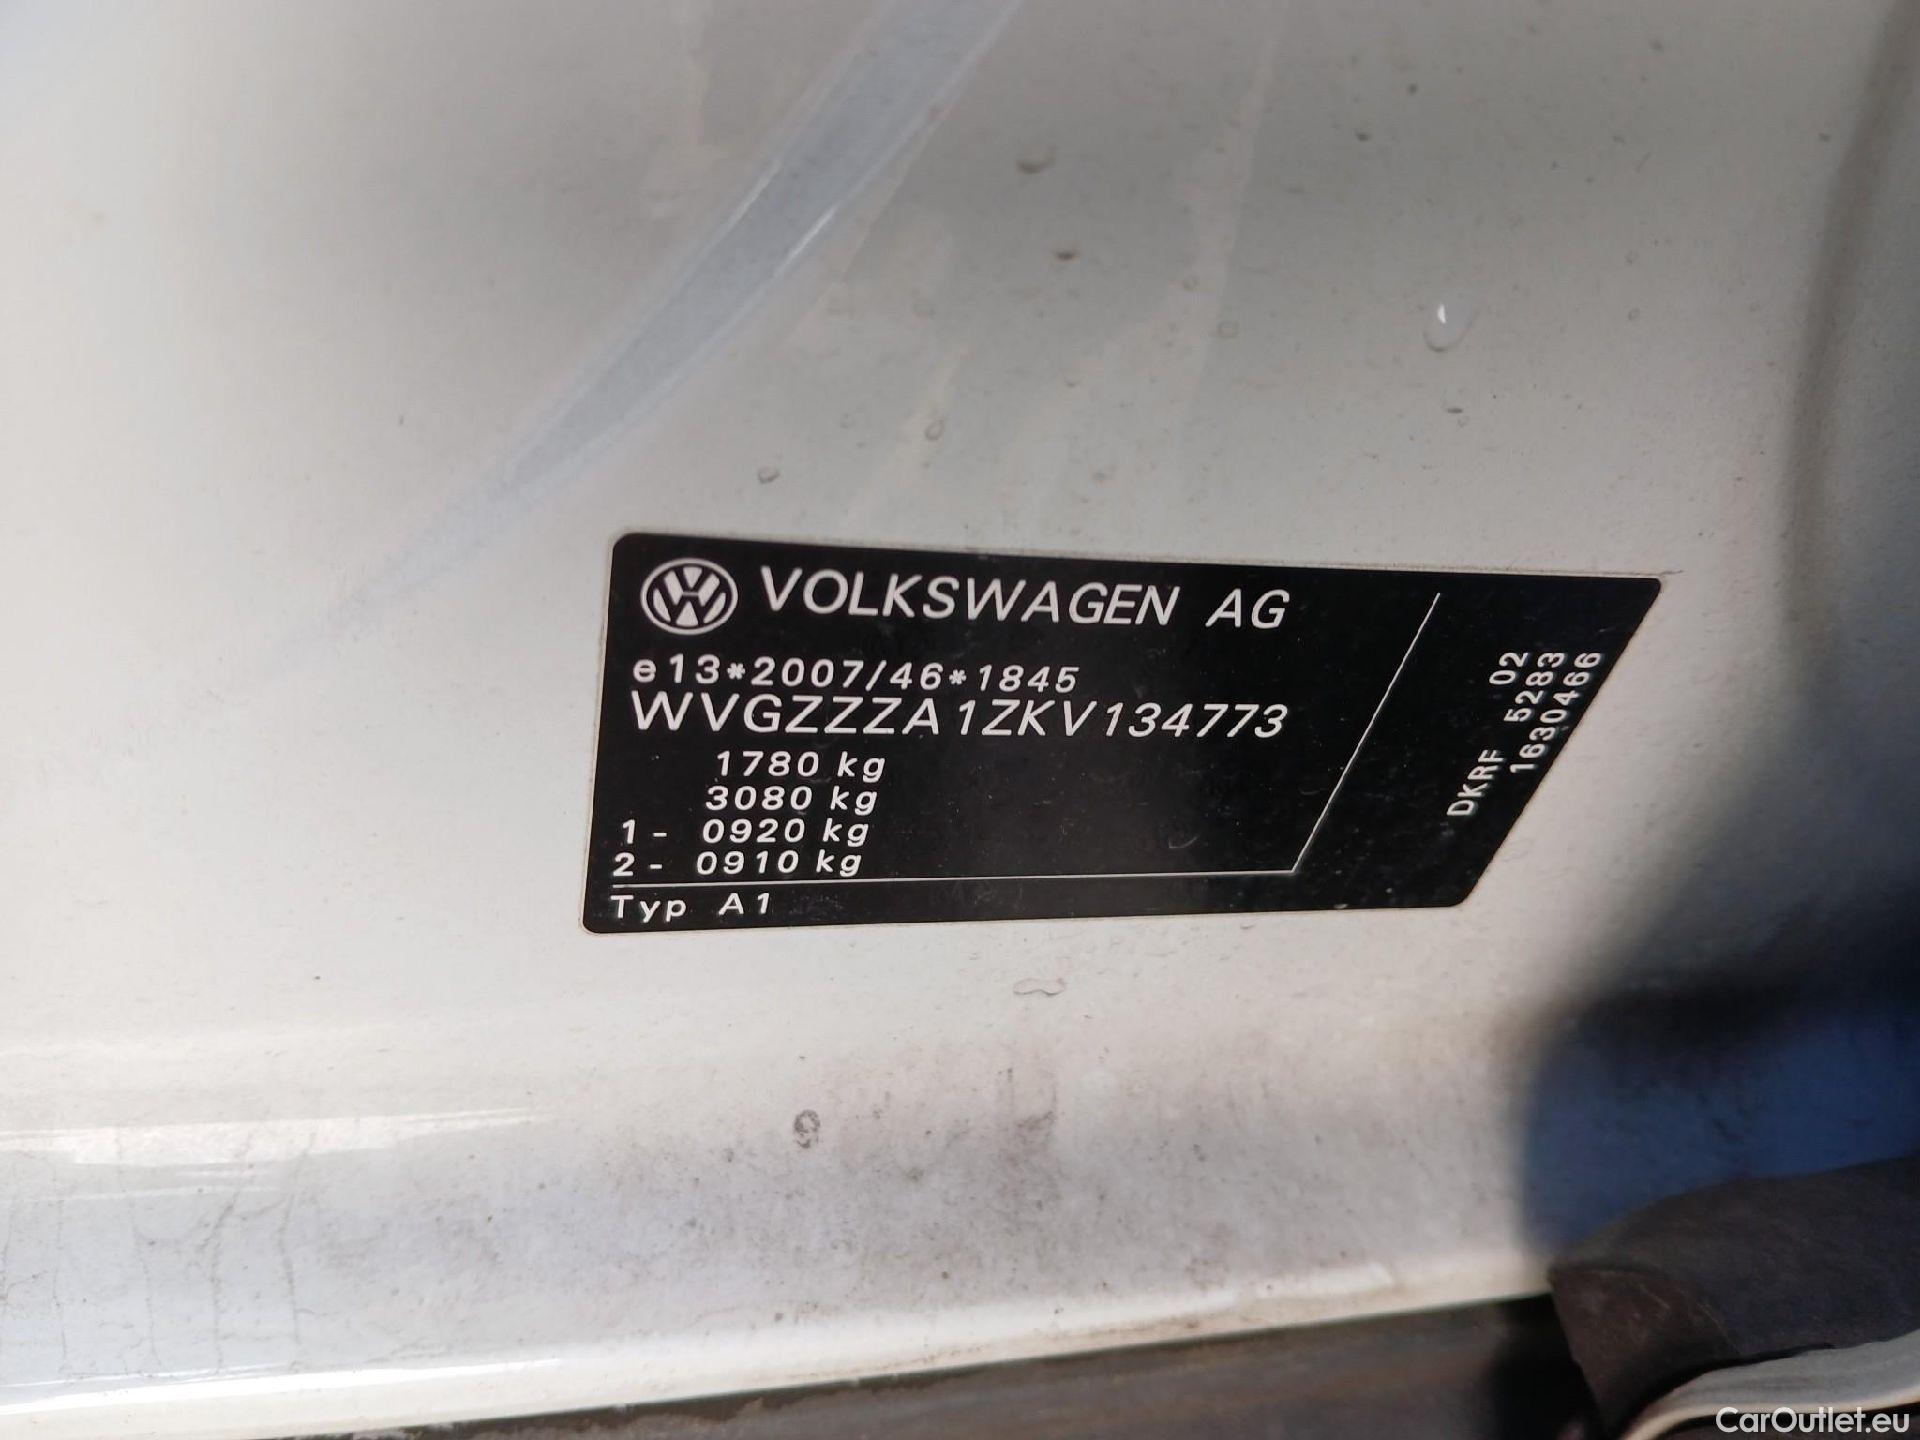 VOLKSWAGEN AG
e13*2007/46*1845
WVGZZZA1ZKV134773
1780 kg
3080 kg
1- 0920 kg
2- 0910 kg
Typ A1
DKRF 5283 02
1630466
CarOutlet.eu